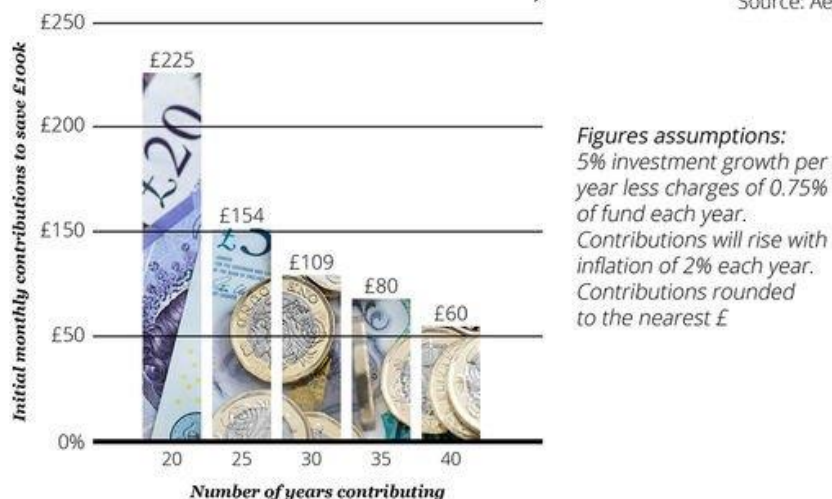 Source: Ae
Initial monthly contributions to save £100k
£250
£200
£150
£50
0%
£225
£154
£109
£80
£60
20
25
30
35
40
Number of years contributing
Figures assumptions:
5% investment growth per
year less charges of 0.75%
of fund each year.
Contributions will rise with
inflation of 2% each year.
Contributions rounded
to the nearest £